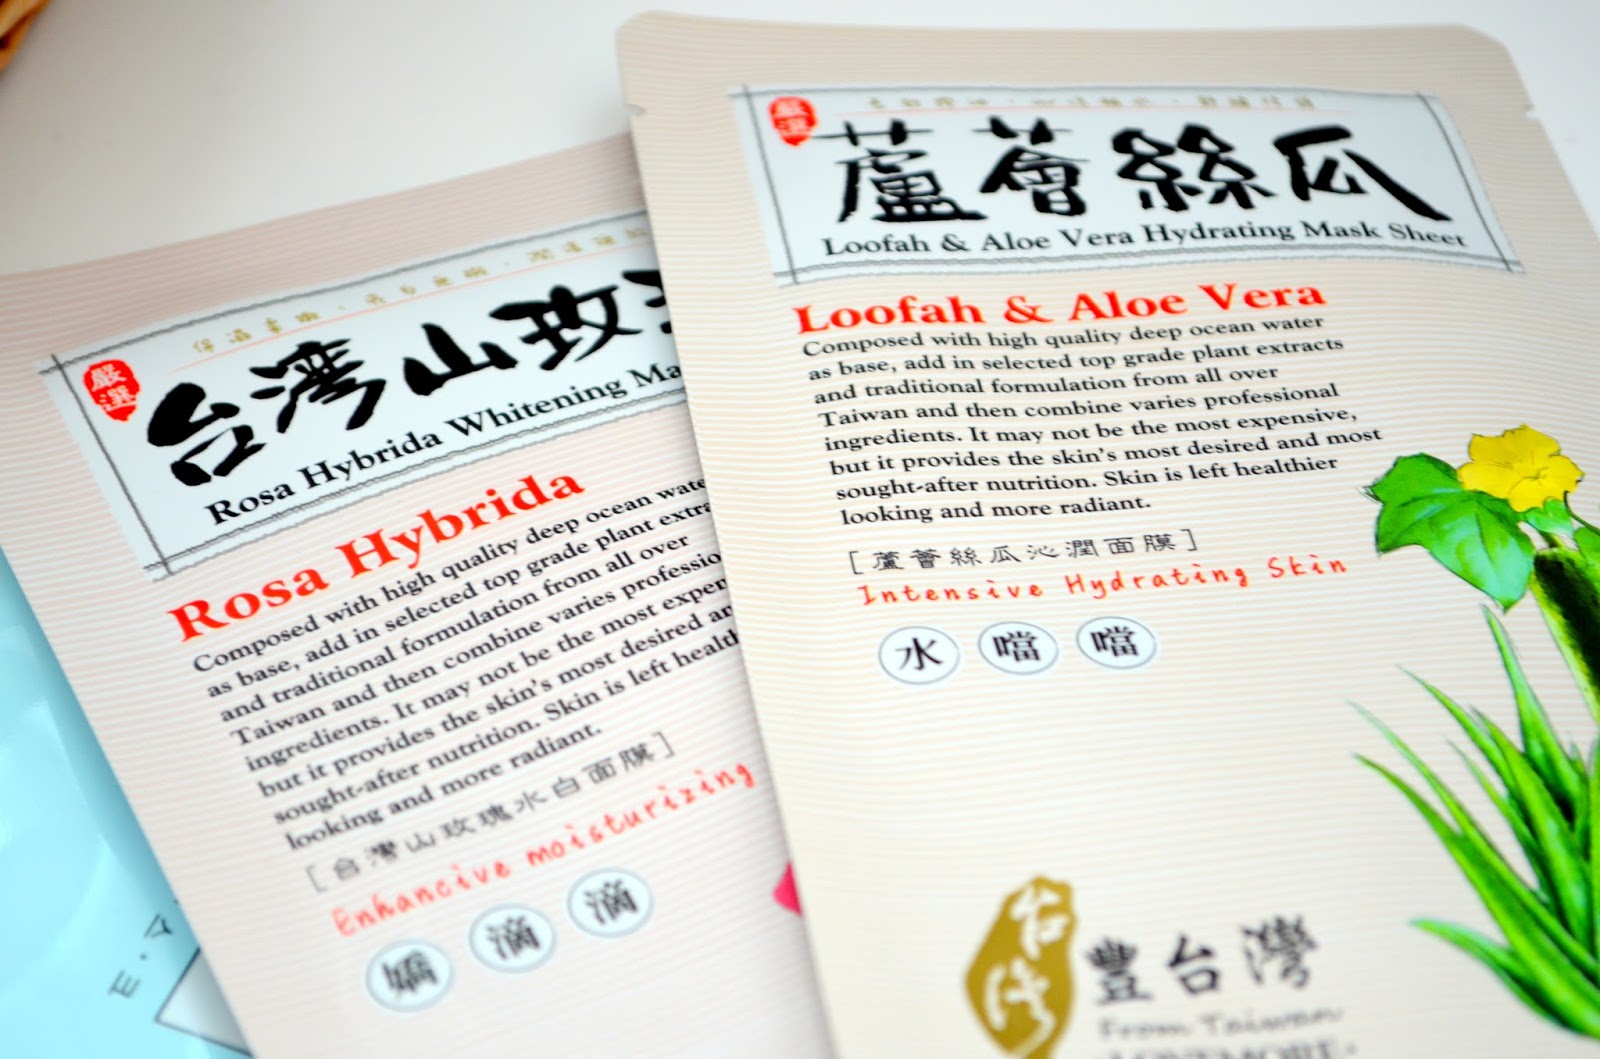 嚴選
台灣山玫
Rosa Hybrida Whitening Ma
Rosa Hybrida
Composed with high quality deep ocean wate
as base, add in selected top grade plant extra
and traditional formulation from all over
Taiwan and then combine varies professio
ingredients. It may not be the most expen
but it provides the skin's most desired an
sought-after nutrition. Skin is left health
looking and more radiant.
[台灣山玫瑰水白面膜]
Enhancive moisturizing
嬌滴滴
嚴選
蘆薈絲瓜
Loofah & Aloe Vera Hydrating Mask Sheet
Loofah & Aloe Vera
Composed with high quality deep ocean water
as base, add in selected top grade plant extracts
and traditional formulation from all over
Taiwan and then combine varies professional
ingredients. It may not be the most expensive,
but it provides the skin's most desired and most
sought-after nutrition. Skin is left healthier
looking and more radiant.
[蘆薈絲瓜沁潤面膜]
Intensive Hydrating Skin
水噹噹
台灣
豐台灣
From Taiwan